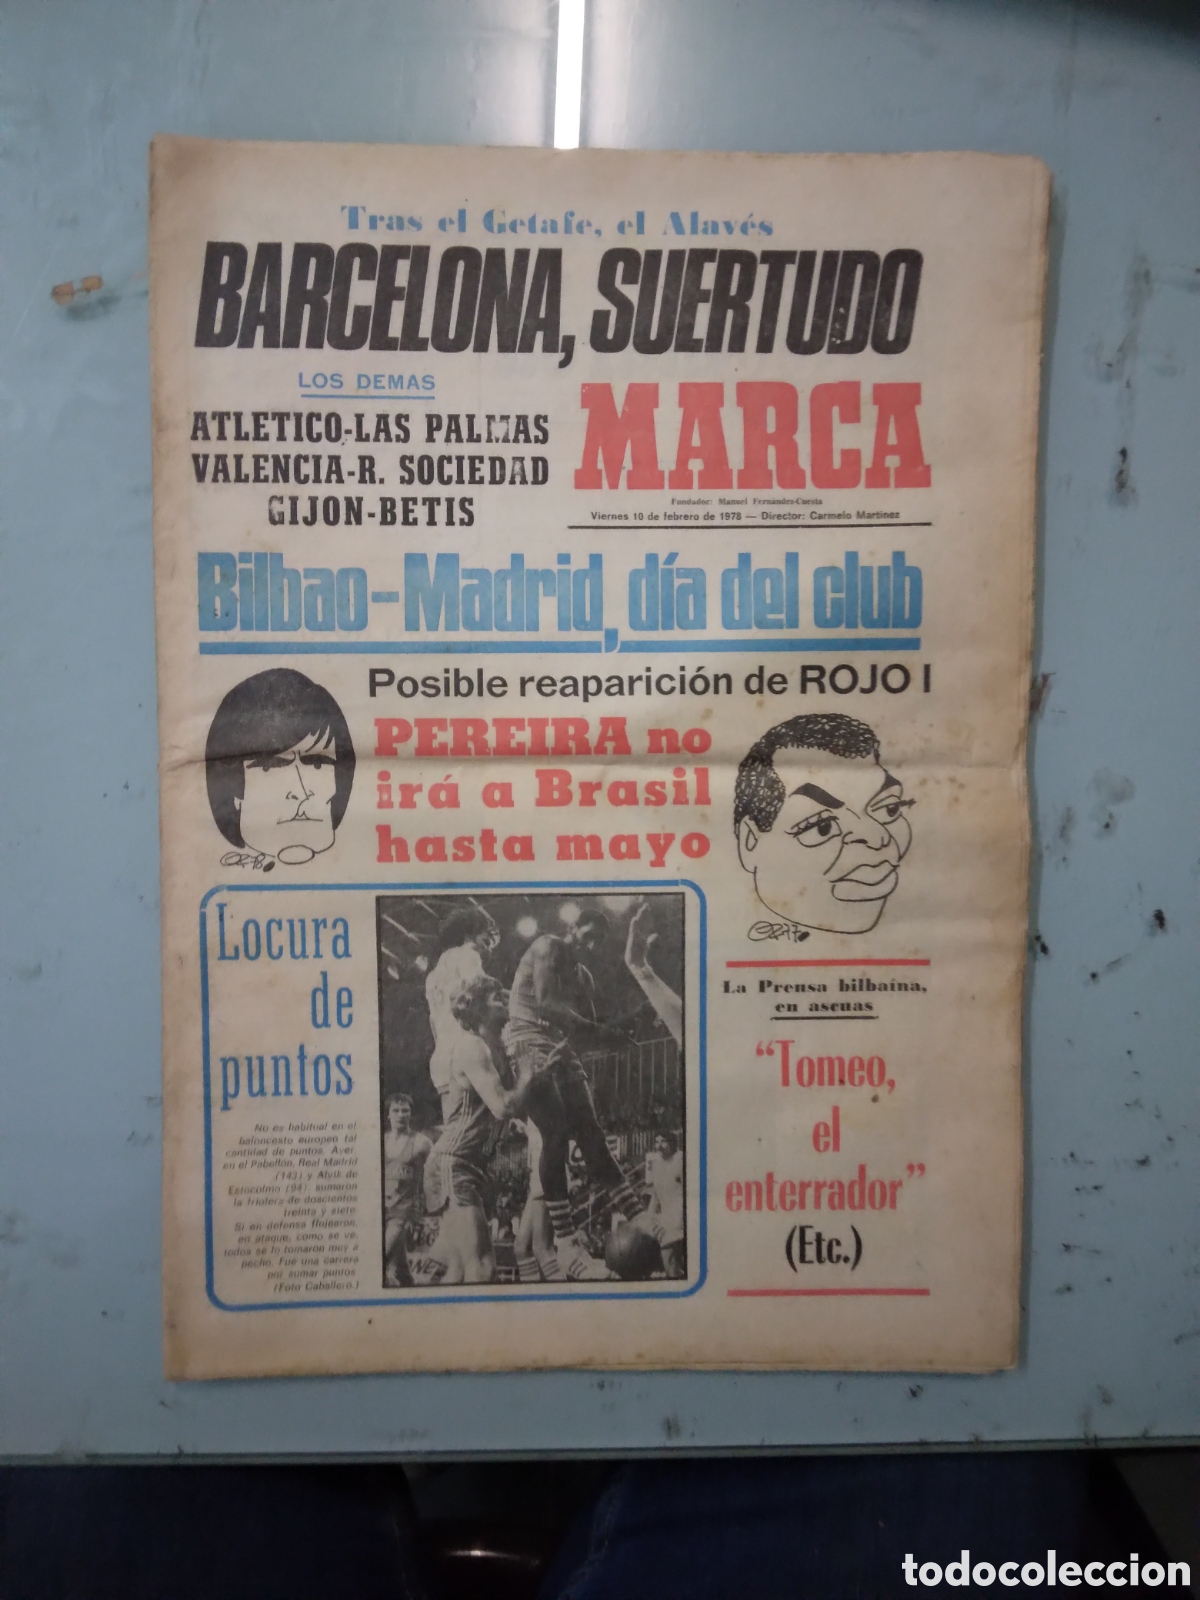 Tras el Getafe, el Alavés
BARCELONA, SUERTUDO
LOS DEMAS
ATLETICO-LAS PALMAS
VALENCIA-R. SOCIEDAD
GIJON-BETIS
MARCA
Fundador: Manuel Fernández-Cuesta
Viernes 10 de febrero de 1978 — Director: Carmelo Martínez
Bilbao-Madrid, día del club
Posible reaparición de ROJO I
PEREIRA no
irá a Brasil
hasta mayo
Locura
de
puntos
No es habitual en el
baloncesto europeo tal
cantidad de puntos. Ayer
en el Pabellón, Real Madrid
(143) y Alvik de
Estocolmo (94), sumaron
la friolera de doscientos
treinta y siete.
Si en defensa flojearon,
en ataque, como se ve,
todos se lo tomaron muy a
pecho. Fue una carrera
por sumar puntos.
(Foto Caballero.)
La Prensa bilbaína,
en ascuas
"Tomeo,
el
enterrador"
(Etc.)
todocoleccion
todocoleccion.net